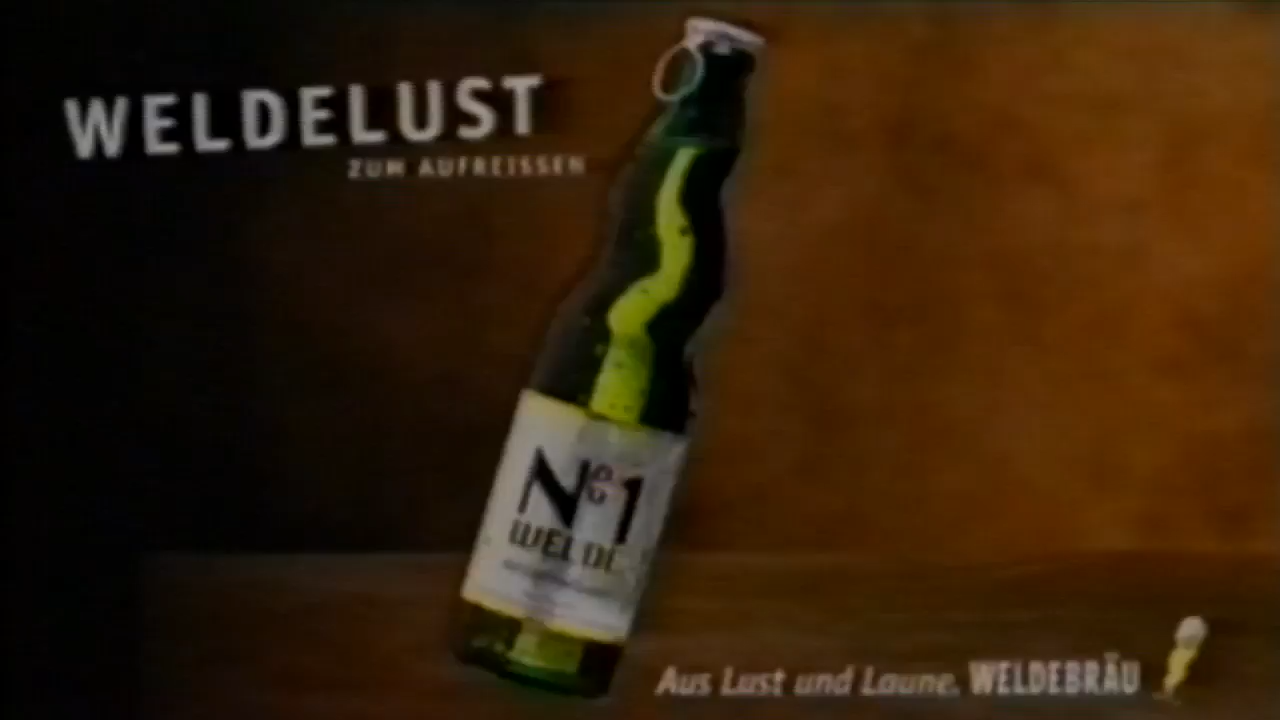 WELDELUST
ZUM AUFREISSEN
No1
WELDE
Aus Lust und Laune. WELDEBRÄU